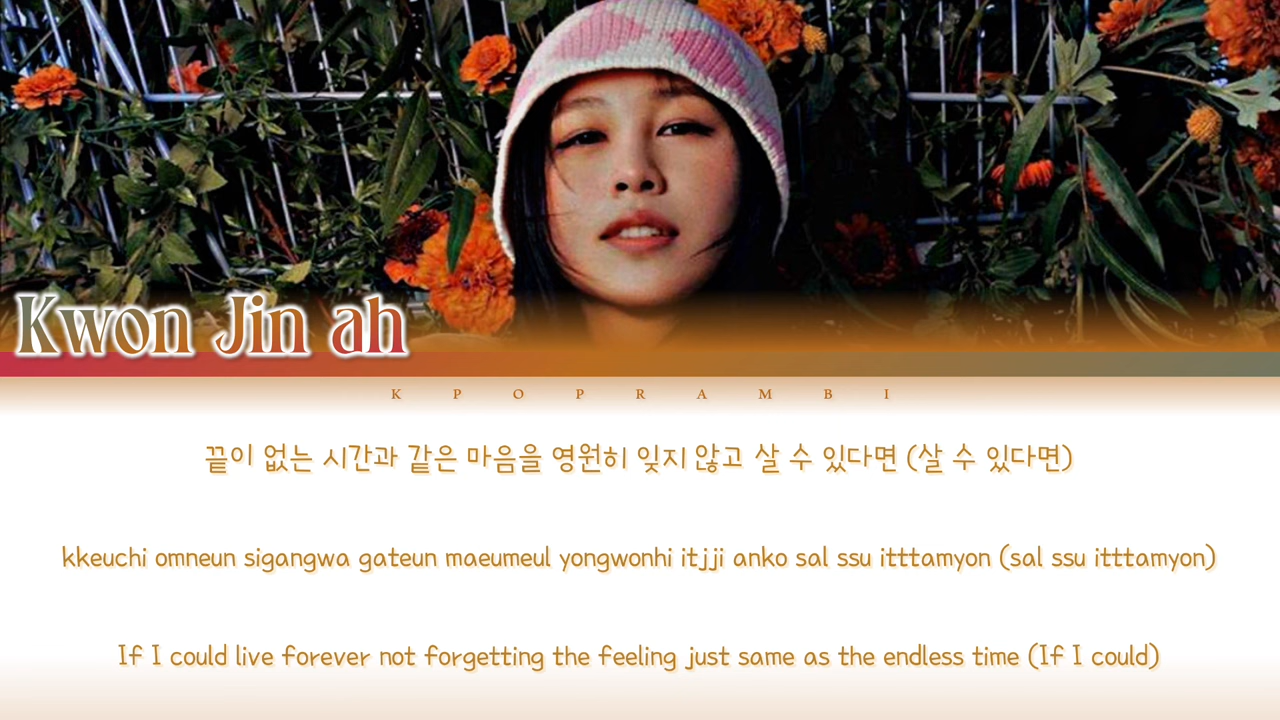 Kwon Jin ah
KPOPRAMBI
끝이 없는 시간과 같은 마음을 영원히 잊지 않고 살 수 있다면 (살 수 있다면)
kkeuchi omneun sigangwa gateun maeumeul yongwonhi itjji anko sal ssu itttamyon (sal ssu itttamyon)
If I could live forever not forgetting the feeling just same as the endless time (If I could)